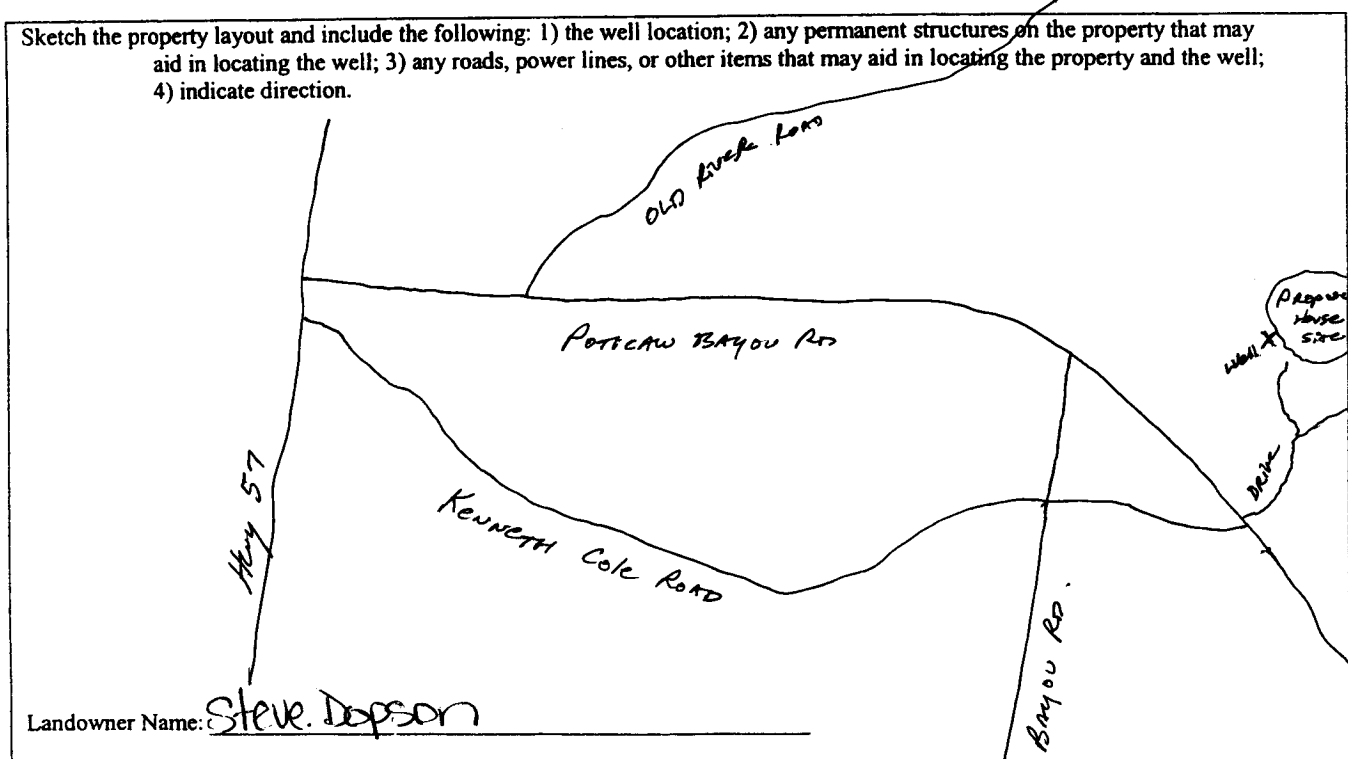 Sketch the property layout and include the following: 1) the well location; 2) any permanent structures on the property that may
aid in locating the well; 3) any roads, power lines, or other items that may aid in locating the property and the well;
4) indicate direction.
OLD RIVER ROAD
POTICAW BAYOU RD
House
site
Well X
DRIVE
Hwy 57
KENNETH Cole ROAD
BAYOU RD.
Landowner Name: Steve Dopson